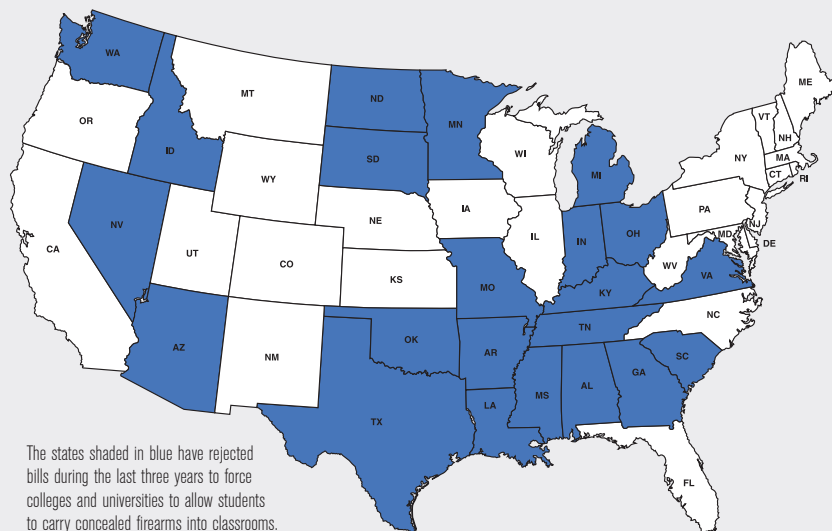 WA
MT
ND
MN
ME
VT
NH
OR
ID
WI
NY
MA
CT
RI
SD
MI
WY
PA
IA
NJ
NE
OH
MD
DE
NV
IL
IN
UT
WV
CA
CO
VA
KS
MO
KY
NC
TN
AZ
OK
NM
AR
SC
MS
AL
GA
LA
TX
FL
The states shaded in blue have rejected
bills during the last three years to force
colleges and universities to allow students
to carry concealed firearms into classrooms.